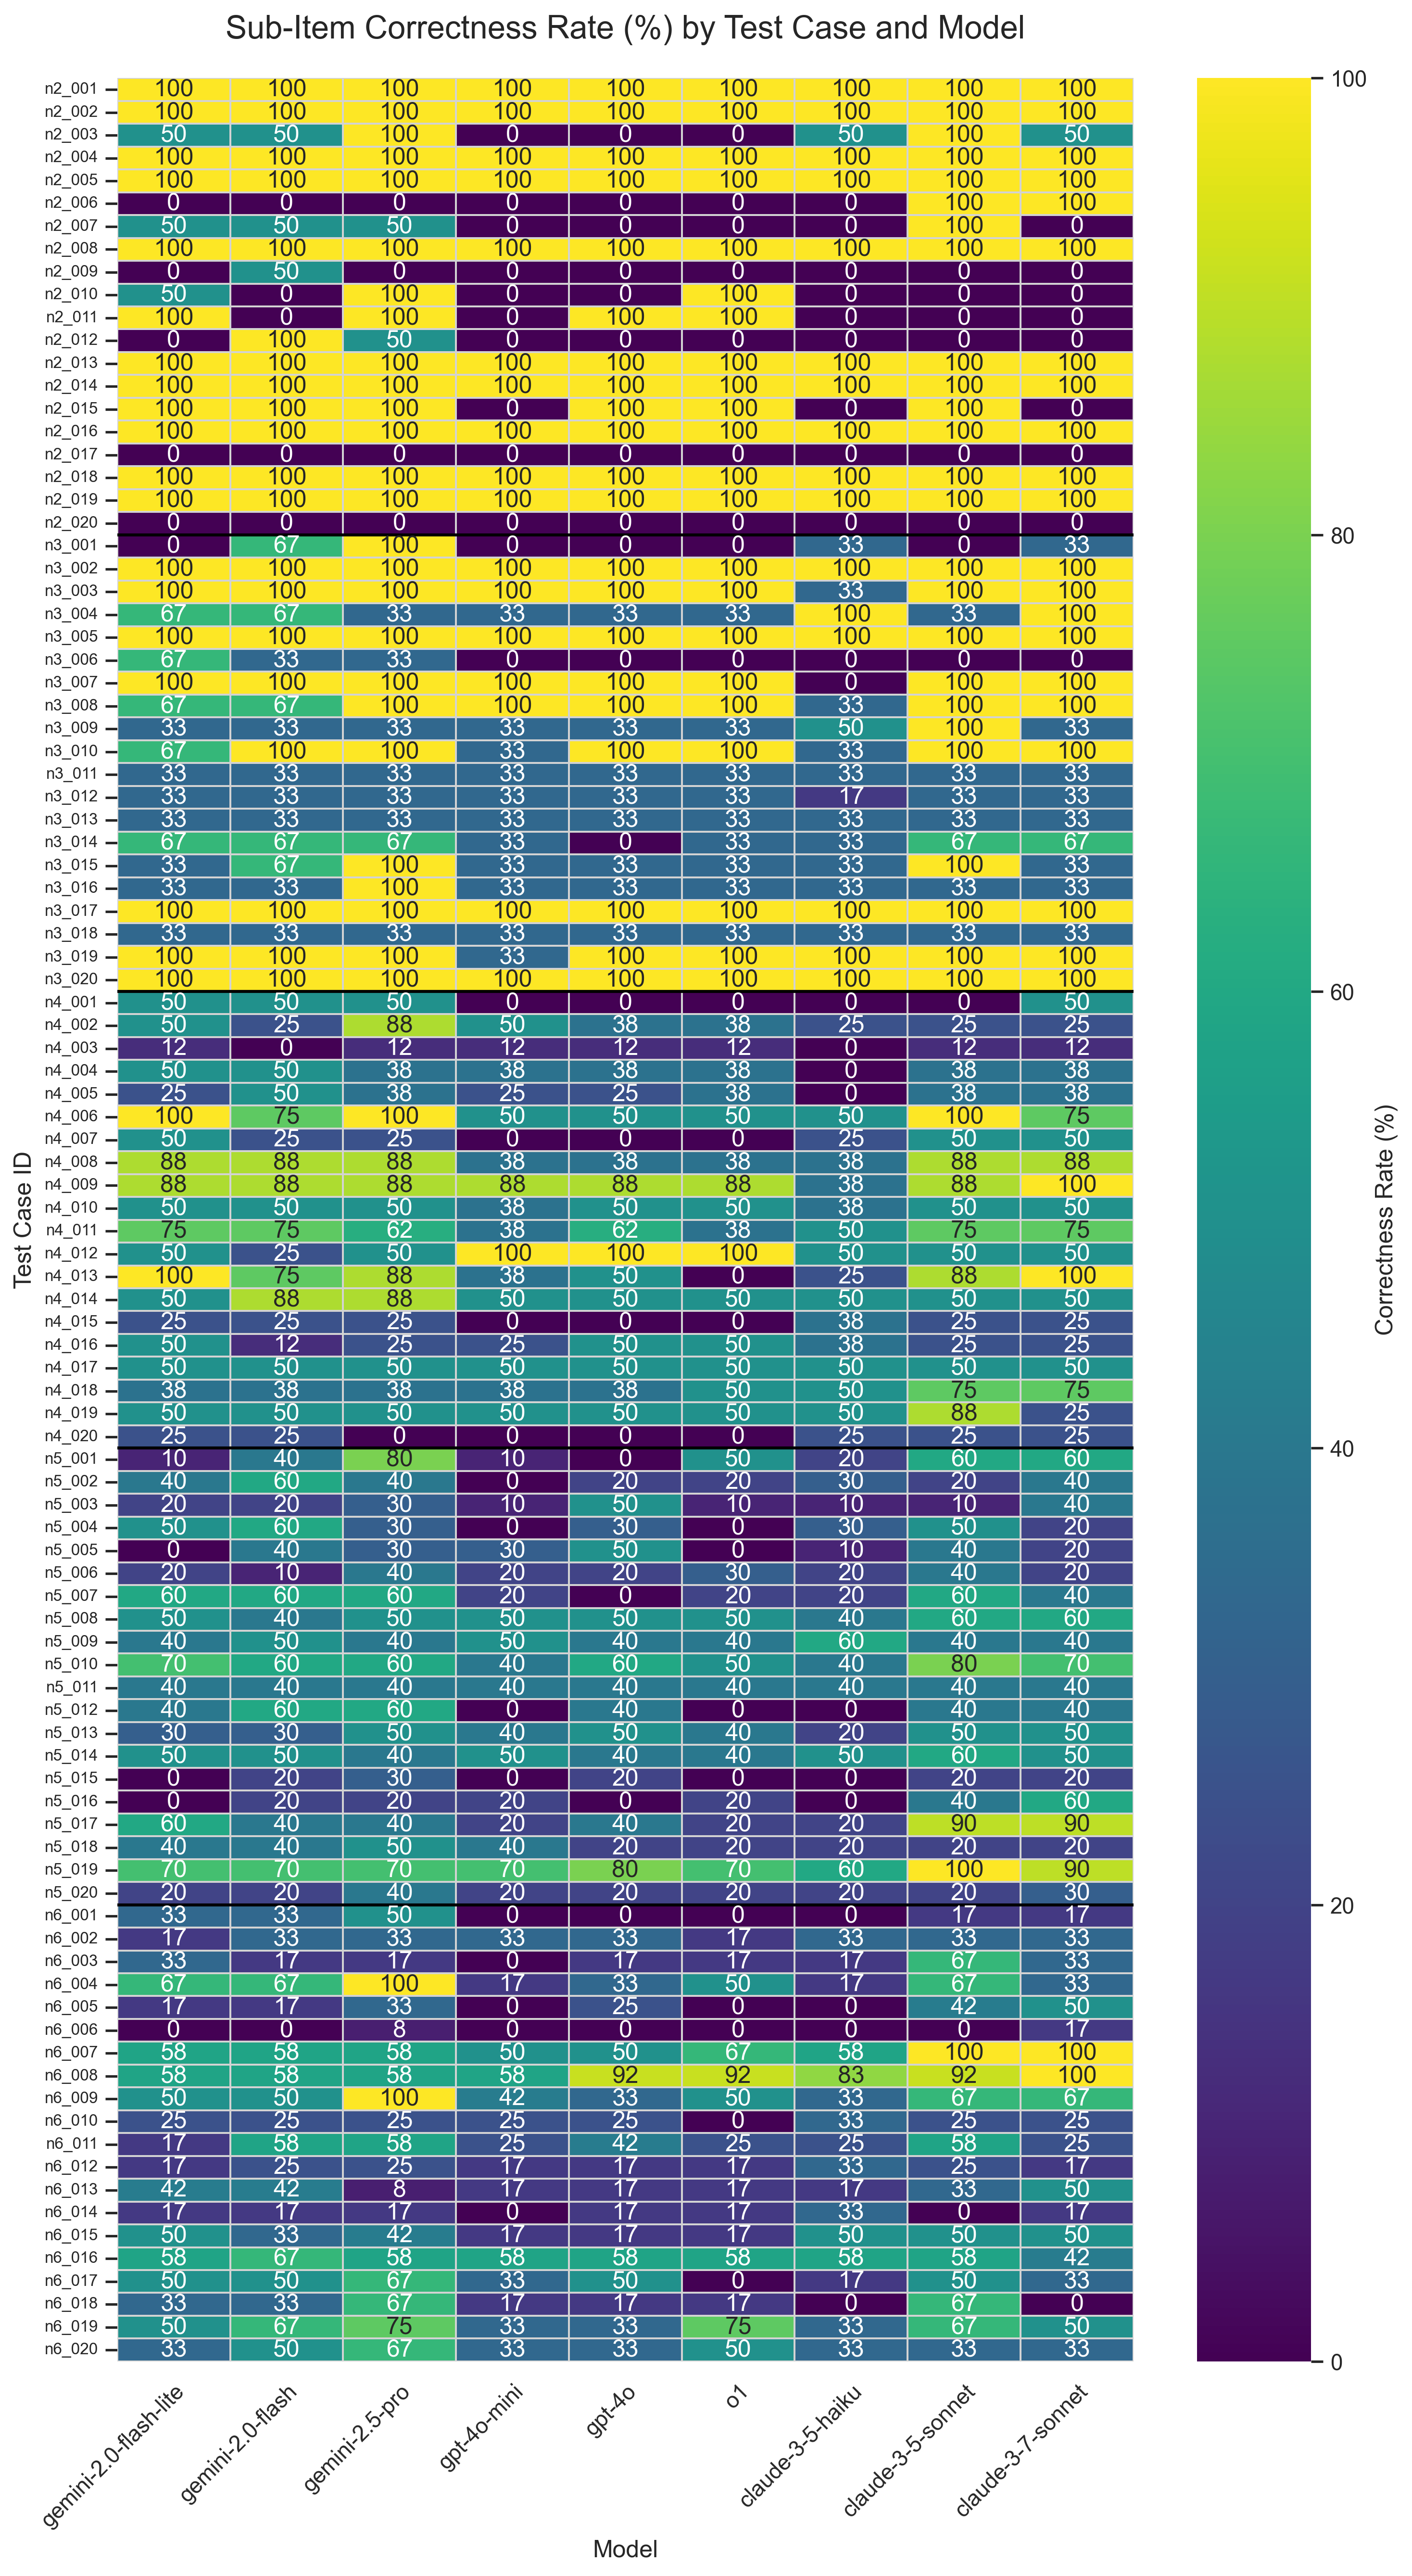 Sub-Item Correctness Rate (%) by Test Case and Model
n2_001 100 100 100 100 100 100 100 100 100
n2_002 100 100 100 100 100 100 100 100 100
n2_003 50 50 100 0 0 0 50 100 50
n2_004 100 100 100 100 100 100 100 100 100
n2_005 100 100 100 100 100 100 100 100 100
n2_006 0 0 0 0 0 0 0 100 100
n2_007 50 50 50 0 0 0 0 100 0
n2_008 100 100 100 100 100 100 100 100 100
n2_009 0 50 0 0 0 0 0 0 0
n2_010 50 0 100 0 0 100 0 0 0
n2_011 100 0 100 0 100 100 0 0 0
n2_012 0 100 50 0 0 0 0 0 0
n2_013 100 100 100 100 100 100 100 100 100
n2_014 100 100 100 100 100 100 100 100 100
n2_015 100 100 100 0 100 100 0 100 0
n2_016 100 100 100 100 100 100 100 100 100
n2_017 0 0 0 0 0 0 0 0 0
n2_018 100 100 100 100 100 100 100 100 100
n2_019 100 100 100 100 100 100 100 100 100
n2_020 0 0 0 0 0 0 0 0 0
n3_001 0 67 100 0 0 0 33 0 33
n3_002 100 100 100 100 100 100 100 100 100
n3_003 100 100 100 100 100 100 33 100 100
n3_004 67 67 33 33 33 33 100 33 100
n3_005 100 100 100 100 100 100 100 100 100
n3_006 67 33 33 0 0 0 0 0 0
n3_007 100 100 100 100 100 100 0 100 100
n3_008 67 67 100 100 100 100 33 100 100
n3_009 33 33 33 33 33 33 50 100 33
n3_010 67 100 100 33 100 100 33 100 100
n3_011 33 33 33 33 33 33 33 33 33
n3_012 33 33 33 33 33 33 17 33 33
n3_013 33 33 33 33 33 33 33 33 33
n3_014 67 67 67 33 0 33 33 67 67
n3_015 33 67 100 33 33 33 33 100 33
n3_016 33 33 100 33 33 33 33 33 33
n3_017 100 100 100 100 100 100 100 100 100
n3_018 33 33 33 33 33 33 33 33 33
n3_019 100 100 100 33 100 100 100 100 100
n3_020 100 100 100 100 100 100 100 100 100
n4_001 50 50 50 0 0 0 0 0 50
n4_002 50 25 88 50 38 38 25 25 25
n4_003 12 0 12 12 12 12 0 12 12
n4_004 50 50 38 38 38 38 0 38 38
n4_005 25 50 38 25 25 38 0 38 38
n4_006 100 75 100 50 50 50 50 100 75
n4_007 50 25 25 0 0 0 25 50 50
n4_008 88 88 88 38 38 38 38 88 88
n4_009 88 88 88 88 88 88 38 88 100
n4_010 50 50 50 38 50 50 38 50 50
n4_011 75 75 62 38 62 38 50 75 75
n4_012 50 25 50 100 100 100 50 50 50
n4_013 100 75 88 38 50 0 25 88 100
n4_014 50 88 88 50 50 50 50 50 50
n4_015 25 25 25 0 0 0 38 25 25
n4_016 50 12 25 25 50 50 38 25 25
n4_017 50 50 50 50 50 50 50 50 50
n4_018 38 38 38 38 38 50 50 75 75
n4_019 50 50 50 50 50 50 50 88 25
n4_020 25 25 0 0 0 0 25 25 25
n5_001 10 40 80 10 0 50 20 60 60
n5_002 40 60 40 0 20 20 30 20 40
n5_003 20 20 30 10 50 10 10 10 40
n5_004 50 60 30 0 30 0 30 50 20
n5_005 0 40 30 30 50 0 10 40 20
n5_006 20 10 40 20 20 30 20 40 20
n5_007 60 60 60 20 0 20 20 60 40
n5_008 50 40 50 50 50 50 40 60 60
n5_009 40 50 40 50 40 40 60 40 40
n5_010 70 60 60 40 60 50 40 80 70
n5_011 40 40 40 40 40 40 40 40 40
n5_012 40 60 60 0 40 0 0 40 40
n5_013 30 30 50 40 50 40 20 50 50
n5_014 50 50 40 50 40 40 50 60 50
n5_015 0 20 30 0 20 0 0 20 20
n5_016 0 20 20 20 0 20 0 40 60
n5_017 60 40 40 20 40 20 20 90 90
n5_018 40 40 50 40 20 20 20 20 20
n5_019 70 70 70 70 80 70 60 100 90
n5_020 20 20 40 20 20 20 20 20 30
n6_001 33 33 50 0 0 0 0 17 17
n6_002 17 33 33 33 33 17 33 33 33
n6_003 33 17 17 0 17 17 17 67 33
n6_004 67 67 100 17 33 50 17 67 33
n6_005 17 17 33 0 25 0 0 42 50
n6_006 0 0 8 0 0 0 0 0 17
n6_007 58 58 58 50 50 67 58 100 100
n6_008 58 58 58 58 92 92 83 92 100
n6_009 50 50 100 42 33 50 33 67 67
n6_010 25 25 25 25 25 0 33 25 25
n6_011 17 58 58 25 42 25 25 58 25
n6_012 17 25 25 17 17 17 33 25 17
n6_013 42 42 8 17 17 17 17 33 50
n6_014 17 17 17 0 17 17 33 0 17
n6_015 50 33 42 17 17 17 50 50 50
n6_016 58 67 58 58 58 58 58 58 42
n6_017 50 50 67 33 50 0 17 50 33
n6_018 33 33 67 17 17 17 0 67 0
n6_019 50 67 75 33 33 75 33 67 50
n6_020 33 50 67 33 33 50 33 33 33
Test Case ID
gemini-2.0-flash-lite
gemini-2.0-flash
gemini-2.5-pro
gpt-4o-mini
gpt-4o
o1
claude-3-5-haiku
claude-3-5-sonnet
claude-3-7-sonnet
Model
100
80
60
40
20
0
Correctness Rate (%)